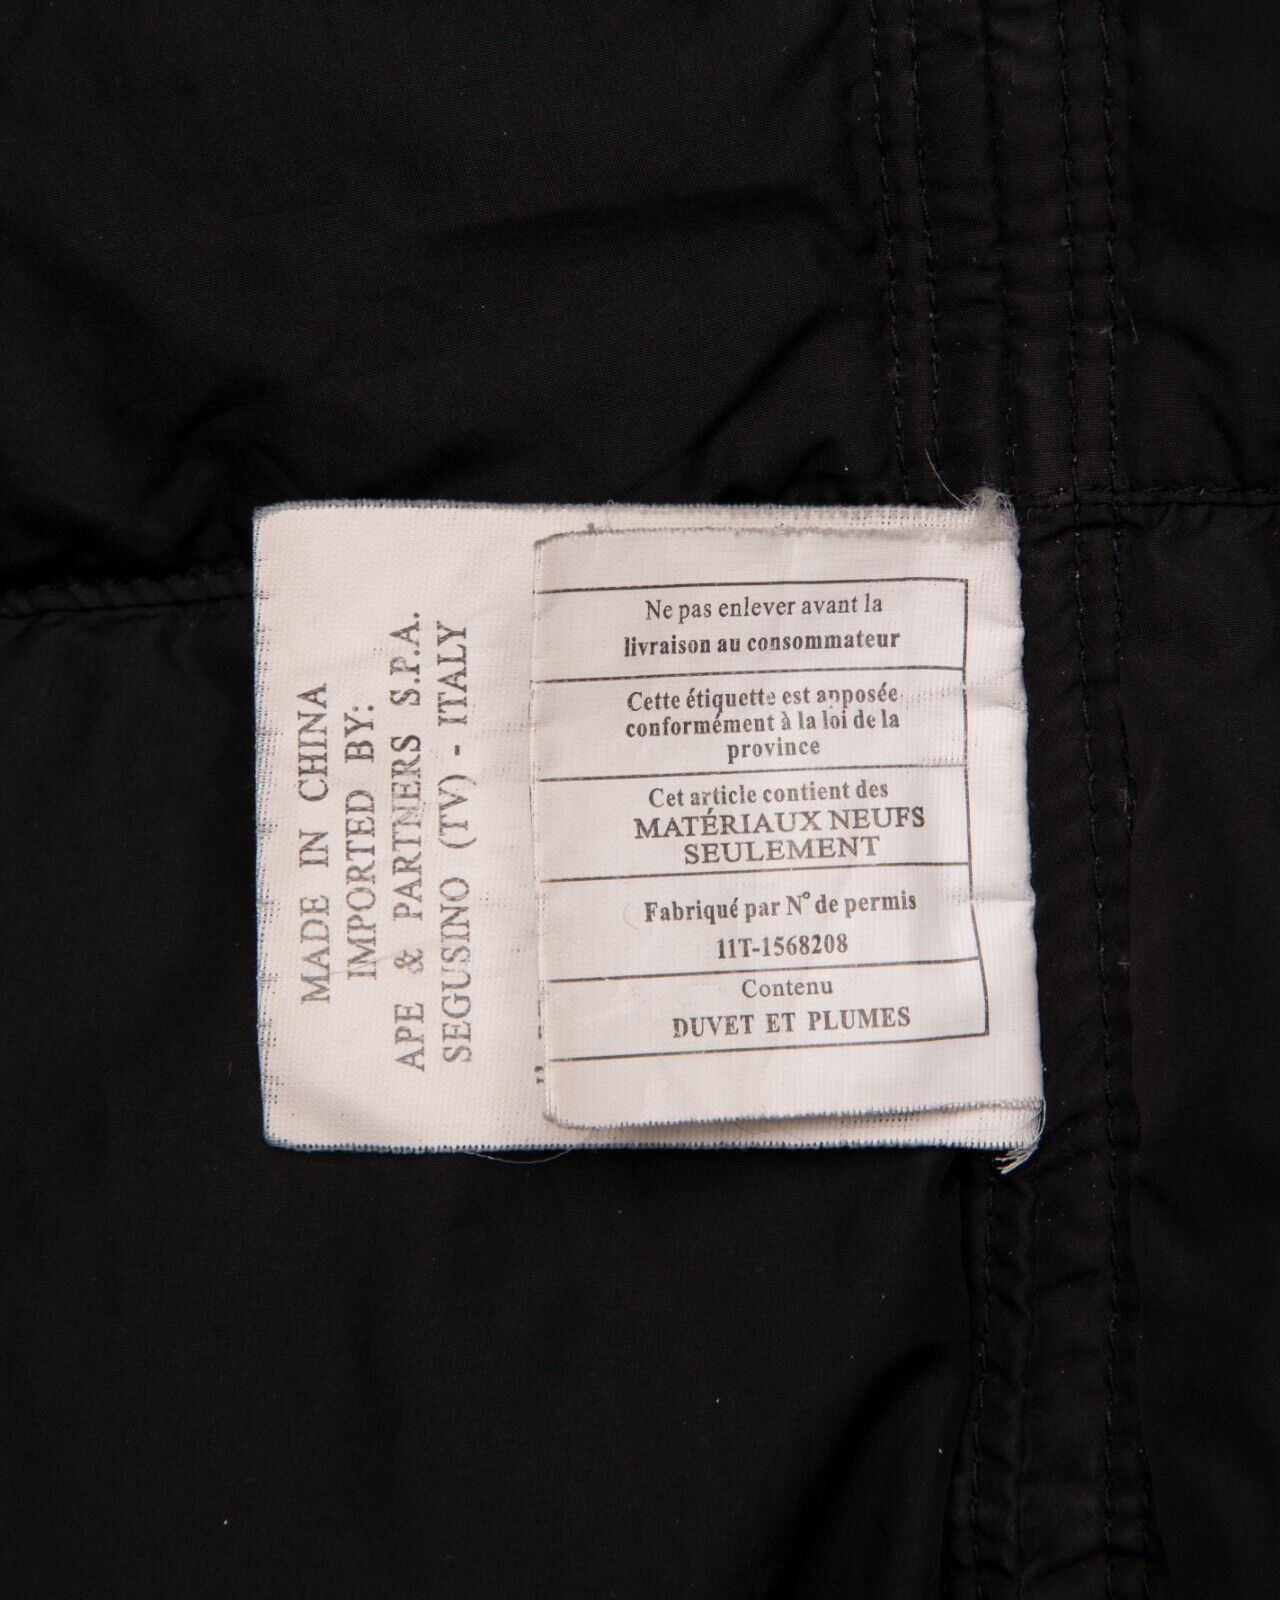 MADE IN CHINA
IMPORTED BY:
APE & PARTNERS S.P.A.
SEGUSINO (TV) - ITALY
Ne pas enlever avant la
livraison au consommateur
Cette étiquette est apposée
conformément à la loi de la
province
Cet article contient des
MATÉRIAUX NEUFS
SEULEMENT
Fabriqué par N° de permis
11T-1568208
Contenu
DUVET ET PLUMES